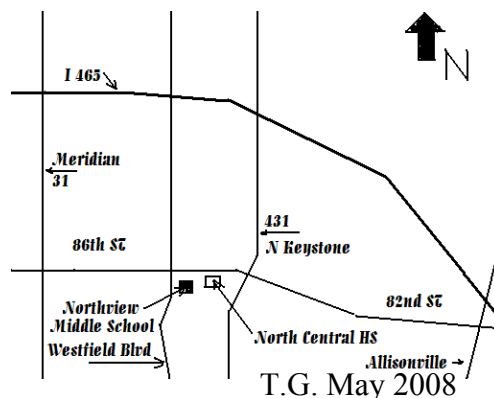 N
I 465
Meridian
31
431
N Keystone
86th St
82nd St
Northview
Middle School
Westfield Blvd
North Central HS
Allisonville
T.G. May 2008